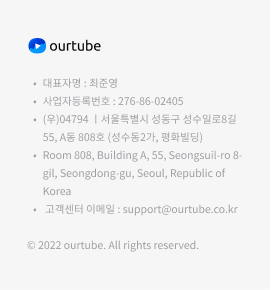 ourtube
• 대표자명 : 최준영
• 사업자등록번호 : 276-86-02405
• (우)04794 ㅣ서울특별시 성동구 성수일로8길
55, A동 808호 (성수동2가, 평화빌딩)
• Room 808, Building A, 55, Seongsuil-ro 8-
gil, Seongdong-gu, Seoul, Republic of
Korea
• 고객센터 이메일 : support@ourtube.co.kr
© 2022 ourtube. All rights reserved.